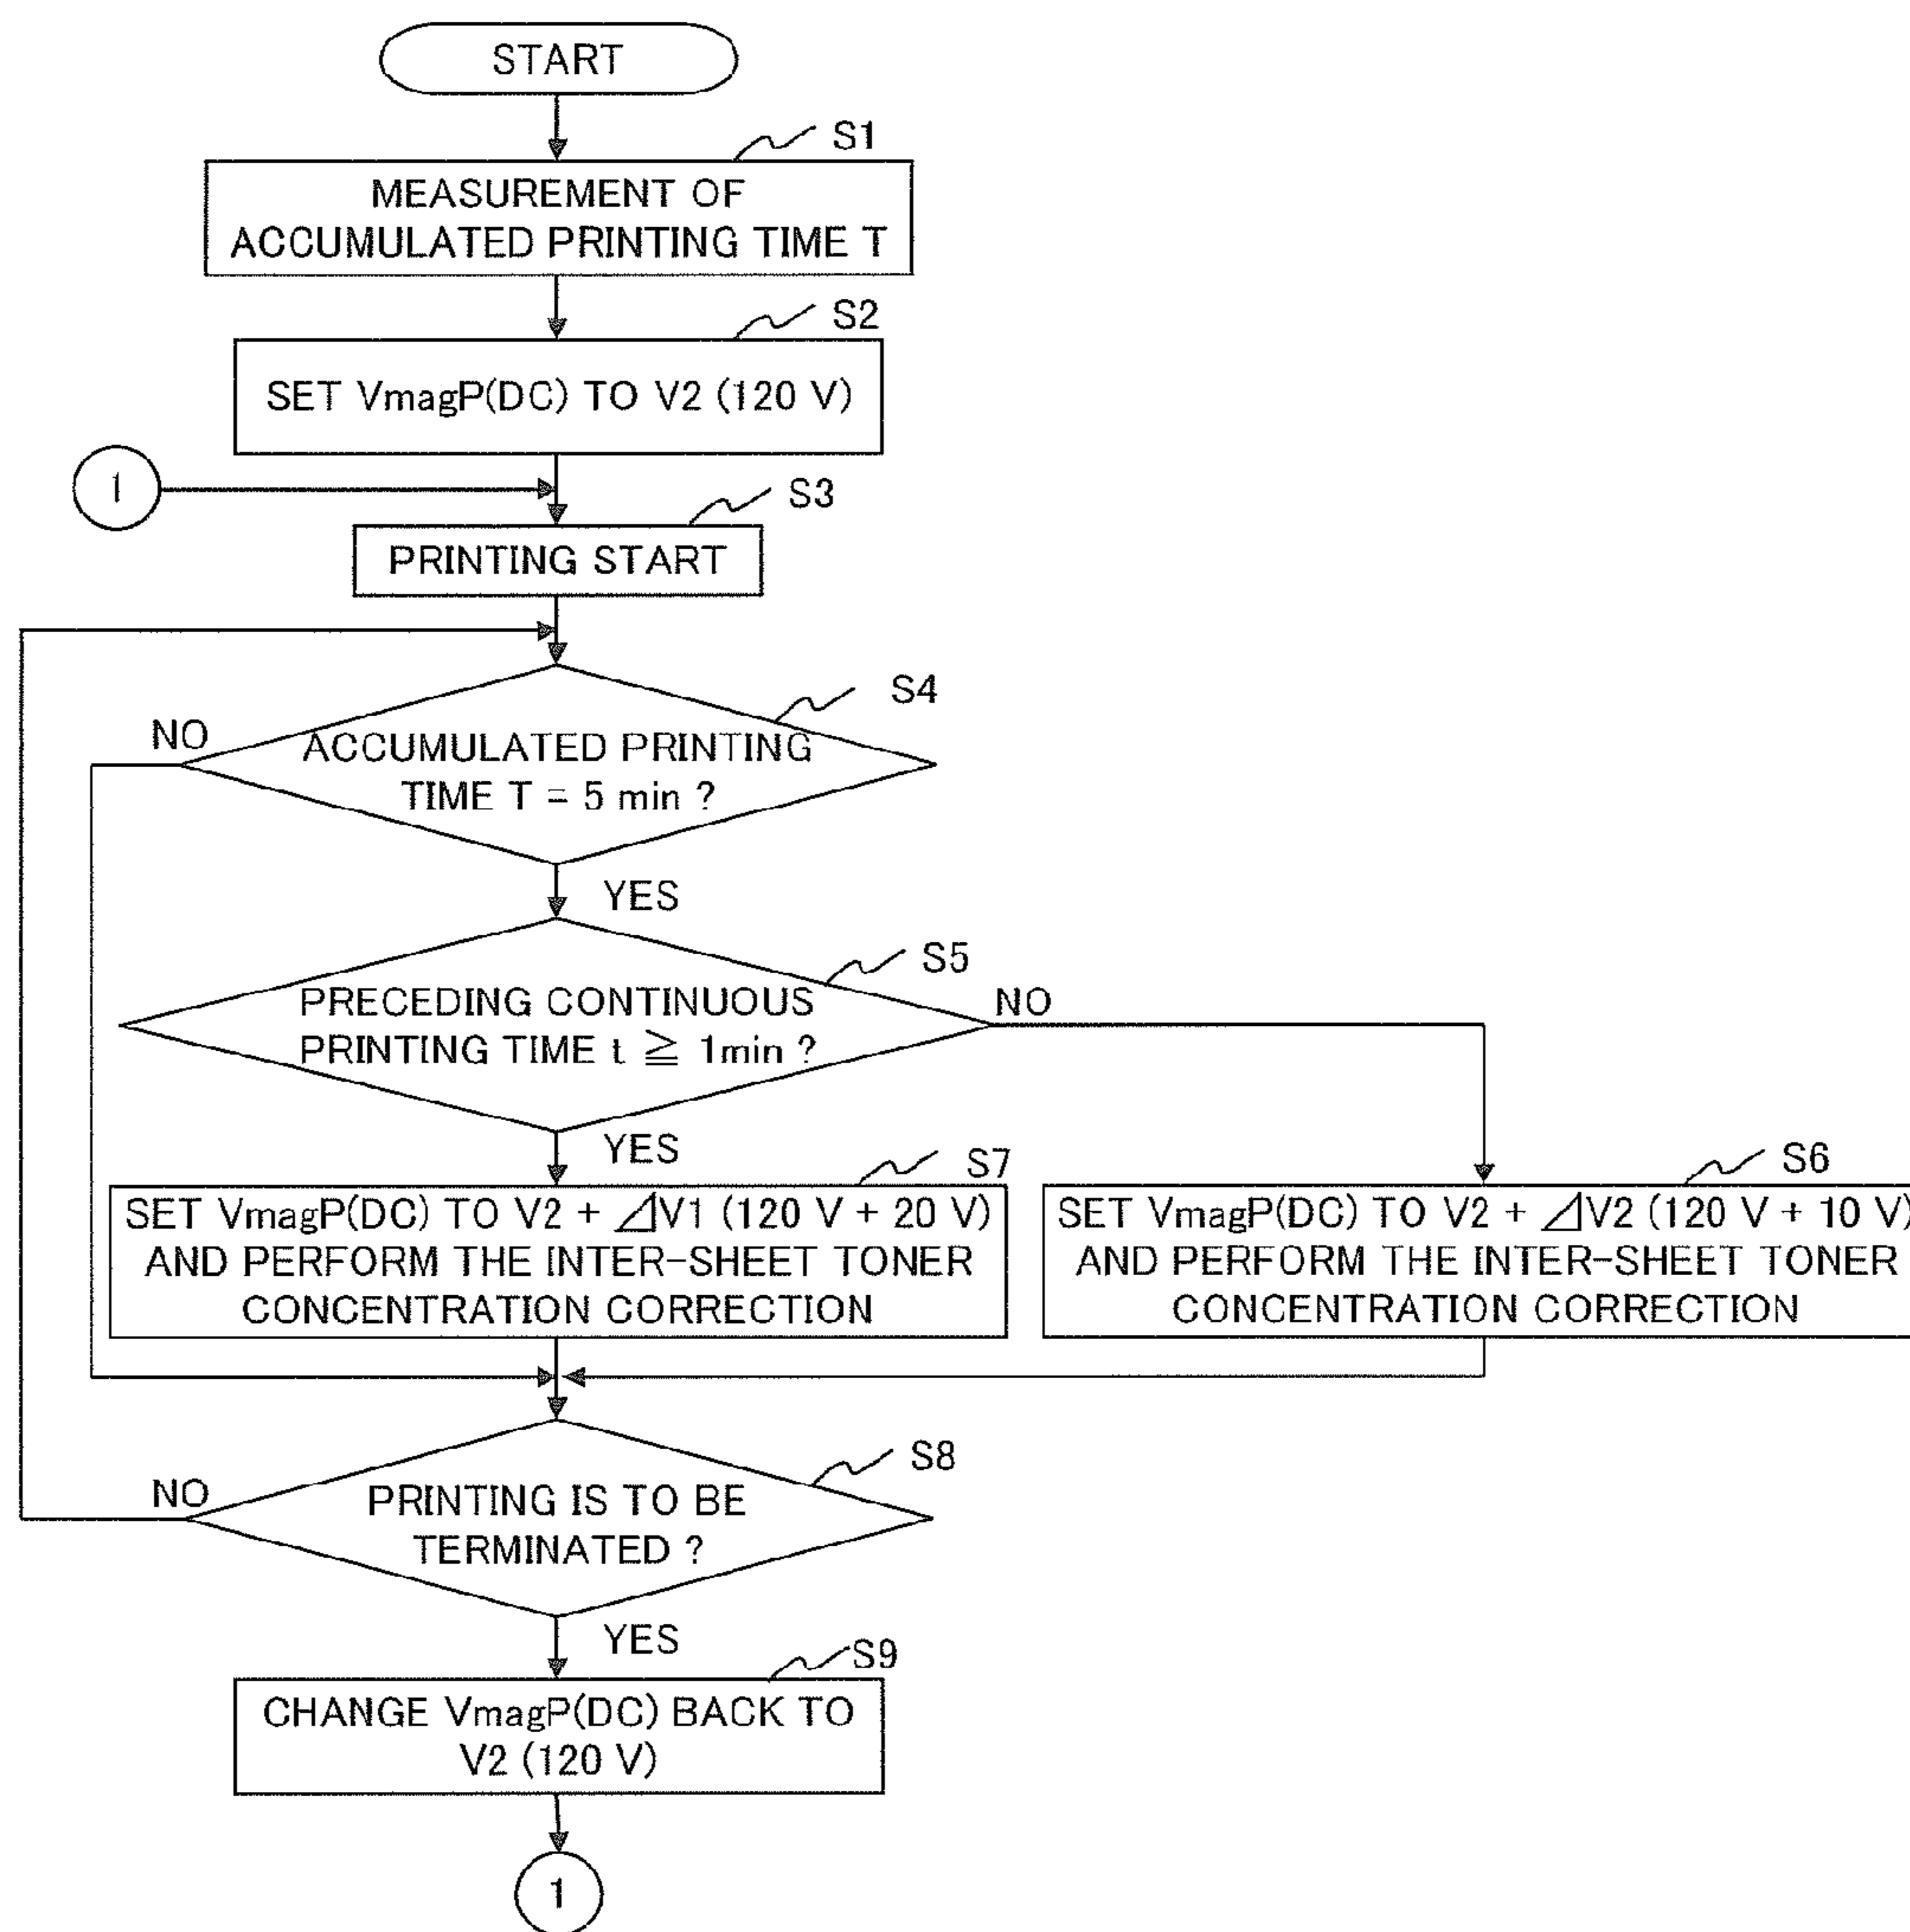 START
S1
MEASUREMENT OF
ACCUMULATED PRINTING TIME T
S2
SET VmagP(DC) TO V2 (120 V)
1
S3
PRINTING START
S4
NO
ACCUMULATED PRINTING
TIME T = 5 min ?
YES
S5
PRECEDING CONTINUOUS
PRINTING TIME t ≧ 1min ?
NO
YES
S7
SET VmagP(DC) TO V2 + ⊿V1 (120 V + 20 V)
AND PERFORM THE INTER-SHEET TONER
CONCENTRATION CORRECTION
S6
SET VmagP(DC) TO V2 + ⊿V2 (120 V + 10 V)
AND PERFORM THE INTER-SHEET TONER
CONCENTRATION CORRECTION
S8
NO
PRINTING IS TO BE
TERMINATED ?
YES
S9
CHANGE VmagP(DC) BACK TO
V2 (120 V)
1